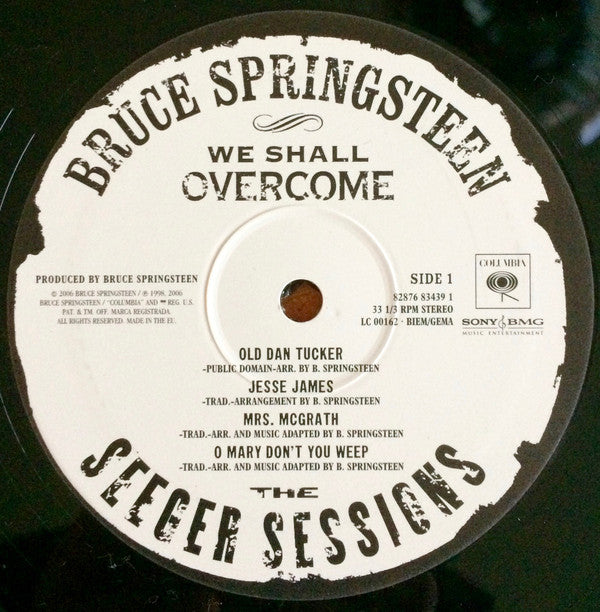 BRUCE SPRINGSTEEN
WE SHALL
OVERCOME
PRODUCED BY BRUCE SPRINGSTEEN
© 2006 BRUCE SPRINGSTEEN / ℗ 1998, 2006
BRUCE SPRINGSTEEN / "COLUMBIA" AND REG. U.S.
PAT. & TM. OFF. MARCA REGISTRADA.
ALL RIGHTS RESERVED. MADE IN THE EU.
SIDE 1
82876 83439 1
33 1/3 RPM STEREO
LC 00162 · BIEM/GEMA
COLUMBIA
SONY BMG
MUSIC ENTERTAINMENT
OLD DAN TUCKER
-PUBLIC DOMAIN-ARR. BY B. SPRINGSTEEN
JESSE JAMES
-TRAD.-ARRANGEMENT BY B. SPRINGSTEEN
MRS. MCGRATH
-TRAD.-ARR. AND MUSIC ADAPTED BY B. SPRINGSTEEN
O MARY DON'T YOU WEEP
-TRAD.-ARR. AND MUSIC ADAPTED BY B. SPRINGSTEEN
THE
SEEGER SESSIONS